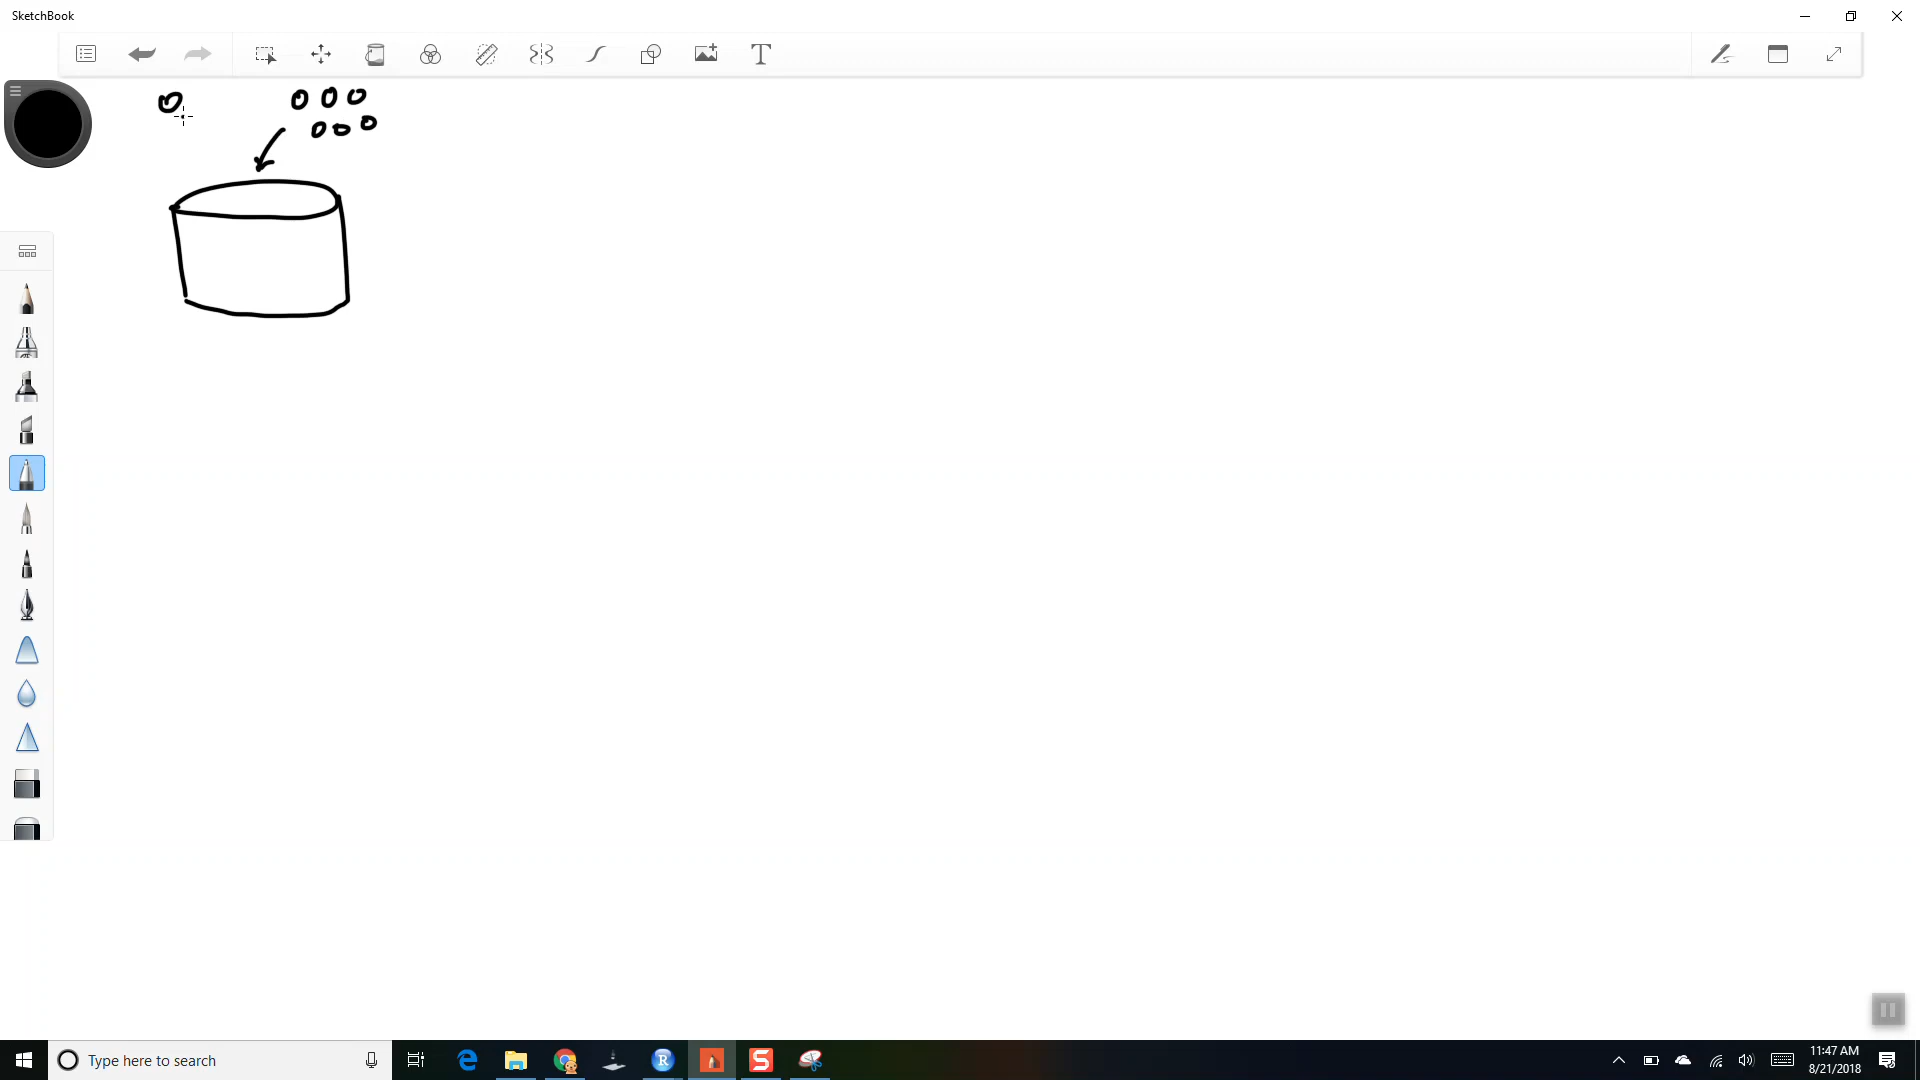 SketchBook
T
R
S
Type here to search
11:47 AM
8/21/2018